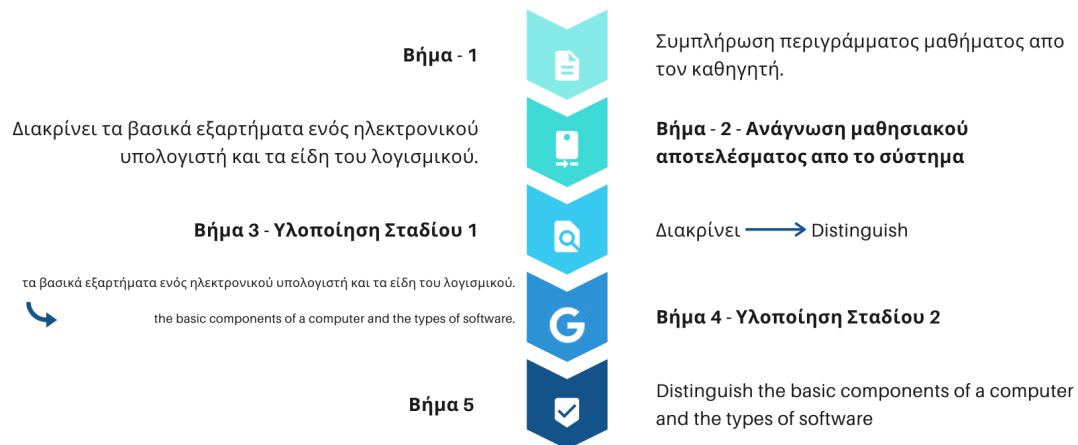 Βήμα - 1
Συμπλήρωση περιγράμματος μαθήματος απο
τον καθηγητή.
Διακρίνει τα βασικά εξαρτήματα ενός ηλεκτρονικού
υπολογιστή και τα είδη του λογισμικού.
Βήμα - 2 - Ανάγνωση μαθησιακού
αποτελέσματος απο το σύστημα
Βήμα 3 - Υλοποίηση Σταδίου 1
Διακρίνει Distinguish
τα βασικά εξαρτήματα ενός ηλεκτρονικού υπολογιστή και τα είδη του λογισμικού.
the basic components of a computer and the types of software.
G
Βήμα 4 - Υλοποίηση Σταδίου 2
Βήμα 5
Distinguish the basic components of a computer
and the types of software